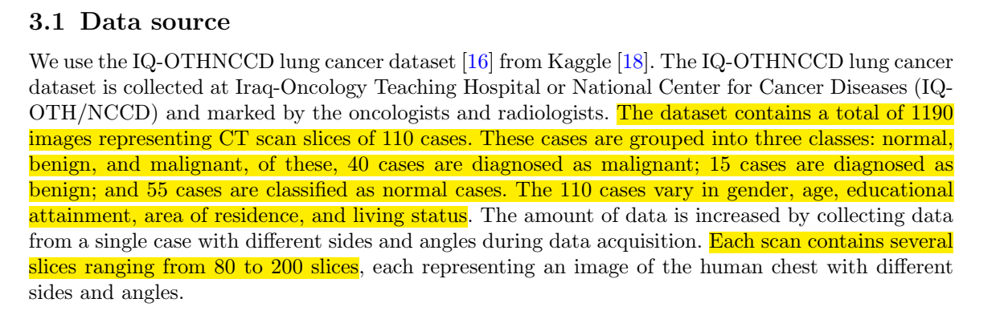 3.1 Data source
We use the IQ-OTHNCCD lung cancer dataset [16] from Kaggle [18]. The IQ-OTHNCCD lung cancer
dataset is collected at Iraq-Oncology Teaching Hospital or National Center for Cancer Diseases (IQ-
OTH/NCCD) and marked by the oncologists and radiologists. The dataset contains a total of 1190
images representing CT scan slices of 110 cases. These cases are grouped into three classes: normal,
benign, and malignant, of these, 40 cases are diagnosed as malignant; 15 cases are diagnosed as
benign; and 55 cases are classified as normal cases. The 110 cases vary in gender, age, educational
attainment, area of residence, and living status. The amount of data is increased by collecting data
from a single case with different sides and angles during data acquisition. Each scan contains several
slices ranging from 80 to 200 slices, each representing an image of the human chest with different
sides and angles.